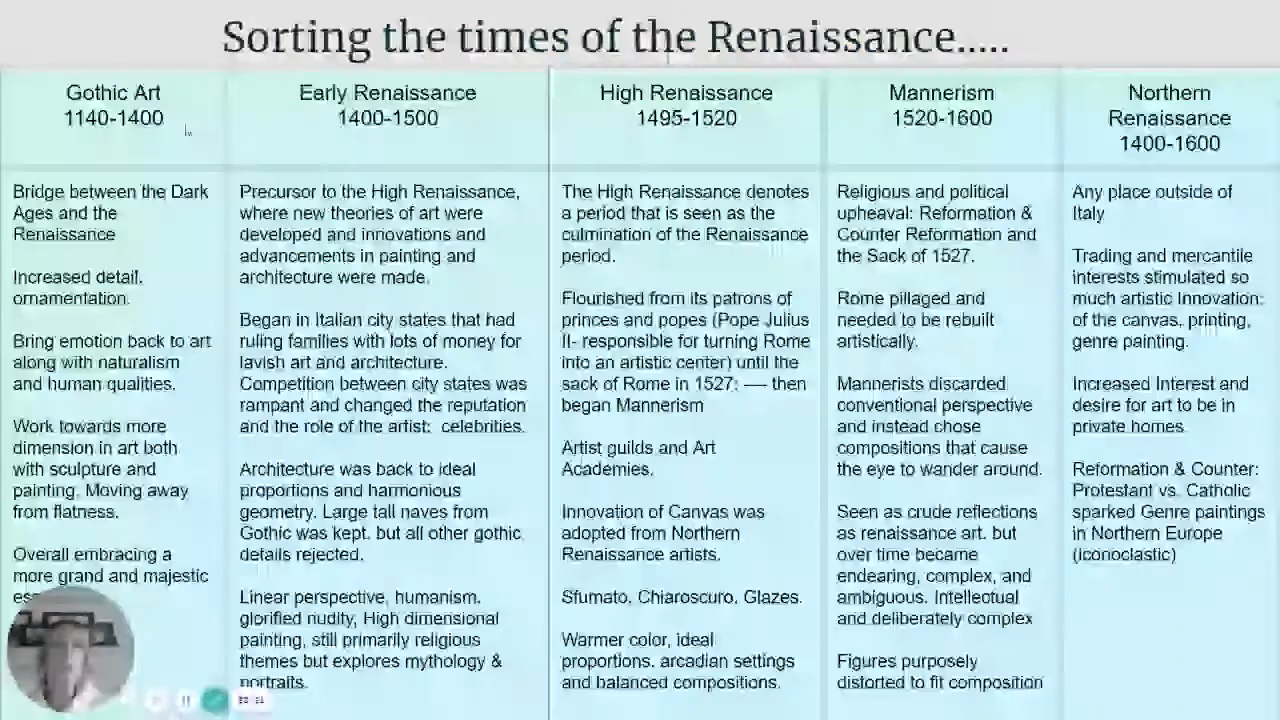 Sorting the times of the Renaissance.....
Gothic Art
1140-1400
Bridge between the Dark
Ages and the
Renaissance
Increased detail.
ornamentation.
Bring emotion back to art
along with naturalism
and human qualities.
Work towards more
dimension in art both
with sculpture and
painting. Moving away
from flatness.
Overall embracing a
more grand and majestic
Early Renaissance
1400-1500
Precursor to the High Renaissance,
where new theories of art were
developed and innovations and
advancements in painting and
architecture were made.
Began in Italian city states that had
ruling families with lots of money for
lavish art and architecture.
Competition between city states was
rampant and changed the reputation
and the role of the artist: celebrities.
Architecture was back to ideal
proportions and harmonious
geometry. Large tall naves from
Gothic was kept. but all other gothic
details rejected.
Linear perspective, humanism.
glorified nudity, High dimensional
painting, still primarily religious
themes but explores mythology &
portraits.
High Renaissance
1495-1520
The High Renaissance denotes
a period that is seen as the
culmination of the Renaissance
period.
Flourished from its patrons of
princes and popes (Pope Julius
II- responsible for turning Rome
into an artistic center) until the
sack of Rome in 1527: ---- then
began Mannerism
Artist guilds and Art
Academies.
Innovation of Canvas was
adopted from Northern
Renaissance artists.
Sfumato, Chiaroscuro, Glazes.
Warmer color, ideal
proportions. arcadian settings
and balanced compositions.
Mannerism
1520-1600
Religious and political
upheaval: Reformation &
Counter Reformation and
the Sack of 1527.
Rome pillaged and
needed to be rebuilt
artistically.
Mannerists discarded
conventional perspective
and instead chose
compositions that cause
the eye to wander around.
Seen as crude reflections
as renaissance art. but
over time became
endearing, complex, and
ambiguous. Intellectual
and deliberately complex
Figures purposely
distorted to fit composition
Northern
Renaissance
1400-1600
Any place outside of
Italy
Trading and mercantile
interests stimulated so
much artistic Innovation:
of the canvas, printing,
genre painting.
Increased Interest and
desire for art to be in
private homes.
Reformation & Counter:
Protestant vs. Catholic
sparked Genre paintings
in Northern Europe
(iconoclastic)